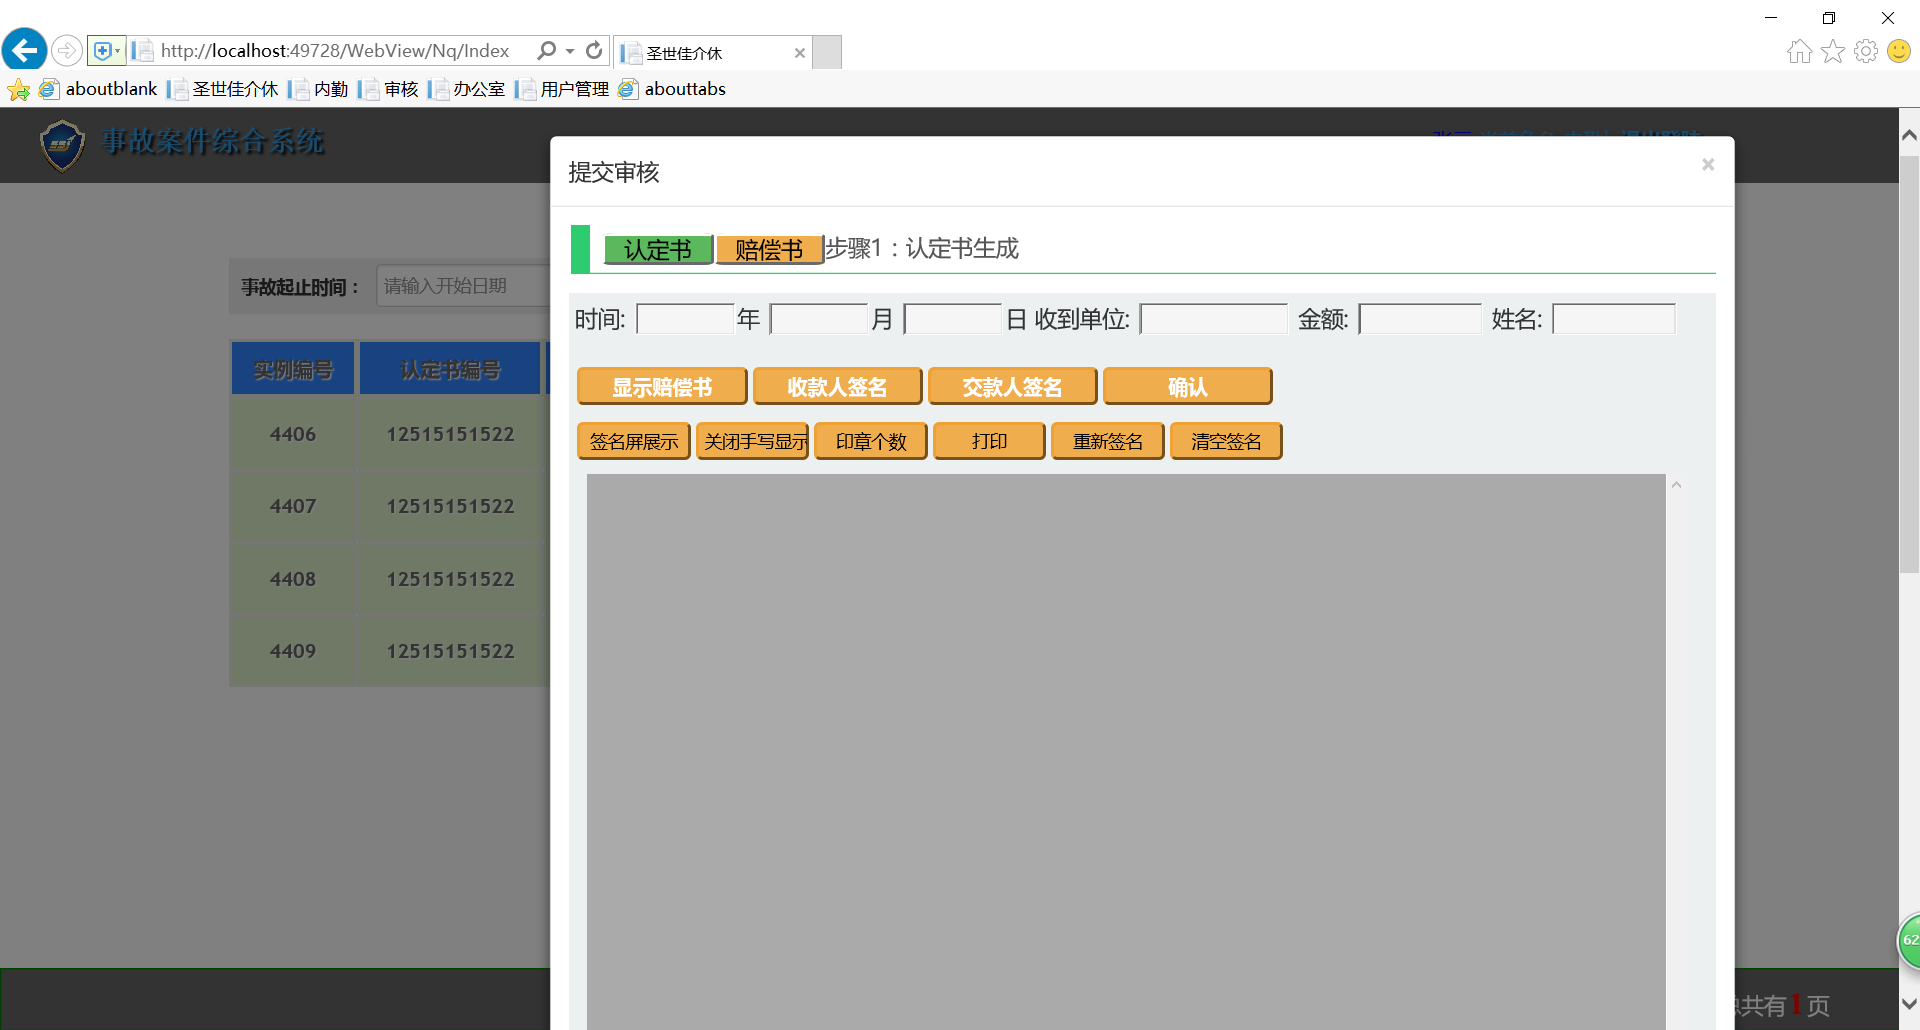 http://localhost:49728/WebView/Nq/Index
圣世佳介休
aboutblank 圣世佳介休 内勤 审核 办公室 用户管理 abouttabs
事故案件综合系统
提交审核
×
认定书 赔偿书 步骤1：认定书生成
事故起止时间： 请输入开始日期
时间: 年 月 日 收到单位: 金额: 姓名:
实例编号 认定书编号
显示赔偿书 收款人签名 交款人签名 确认
4406 12515151522
签名屏展示 关闭手写显示 印章个数 打印 重新签名 清空签名
4407 12515151522
4408 12515151522
4409 12515151522
62
共有1页